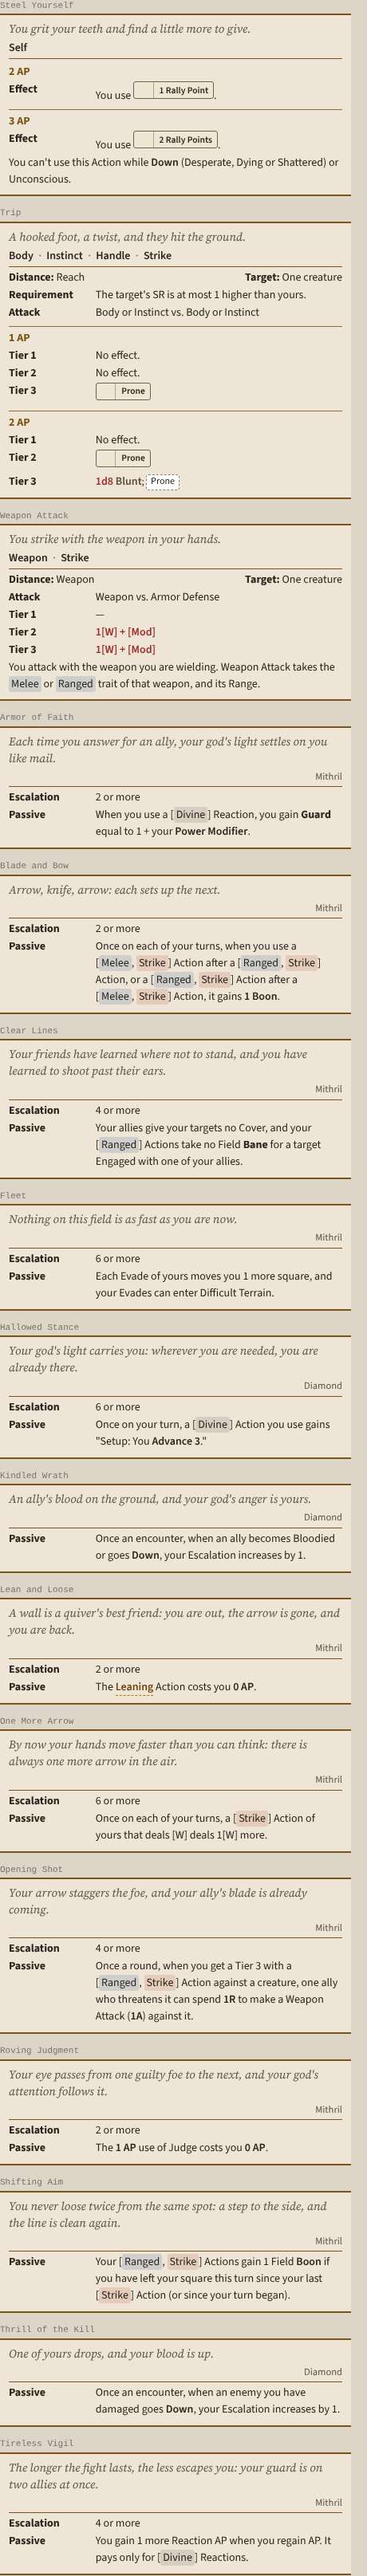 Steel Yourself
You grit your teeth and find a little more to give.
Self
2 AP
Effect You use 1 Rally Point.
3 AP
Effect You use 2 Rally Points.
You can't use this Action while Down (Desperate, Dying or Shattered) or
Unconscious.
Trip
A hooked foot, a twist, and they hit the ground.
Body · Instinct · Handle · Strike
Distance: Reach Target: One creature
Requirement The target's SR is at most 1 higher than yours.
Attack Body or Instinct vs. Body or Instinct
1 AP
Tier 1 No effect.
Tier 2 No effect.
Tier 3 Prone
2 AP
Tier 1 No effect.
Tier 2 Prone
Tier 3 1d8 Blunt; Prone
Weapon Attack
You strike with the weapon in your hands.
Weapon · Strike
Distance: Weapon Target: One creature
Attack Weapon vs. Armor Defense
Tier 1 —
Tier 2 1[W] + [Mod]
Tier 3 1[W] + [Mod]
You attack with the weapon you are wielding. Weapon Attack takes the
Melee or Ranged trait of that weapon, and its Range.
Armor of Faith
Each time you answer for an ally, your god's light settles on you
like mail.
Mithril
Escalation 2 or more
Passive When you use a [Divine] Reaction, you gain Guard
equal to 1 + your Power Modifier.
Blade and Bow
Arrow, knife, arrow: each sets up the next.
Mithril
Escalation 2 or more
Passive Once on each of your turns, when you use a
[Melee, Strike] Action after a [Ranged, Strike]
Action, or a [Ranged, Strike] Action after a
[Melee, Strike] Action, it gains 1 Boon.
Clear Lines
Your friends have learned where not to stand, and you have
learned to shoot past their ears.
Mithril
Escalation 4 or more
Passive Your allies give your targets no Cover, and your
[Ranged] Actions take no Field Bane for a target
Engaged with one of your allies.
Fleet
Nothing on this field is as fast as you are now.
Mithril
Escalation 6 or more
Passive Each Evade of yours moves you 1 more square, and
your Evades can enter Difficult Terrain.
Hallowed Stance
Your god's light carries you: wherever you are needed, you are
already there.
Diamond
Escalation 6 or more
Passive Once on your turn, a [Divine] Action you use gains
"Setup: You Advance 3."
Kindled Wrath
An ally's blood on the ground, and your god's anger is yours.
Diamond
Passive Once an encounter, when an ally becomes Bloodied
or goes Down, your Escalation increases by 1.
Lean and Loose
A wall is a quiver's best friend: you are out, the arrow is gone, and
you are back.
Mithril
Escalation 2 or more
Passive The Leaning Action costs you 0 AP.
One More Arrow
By now your hands move faster than you can think: there is
always one more arrow in the air.
Mithril
Escalation 6 or more
Passive Once on each of your turns, a [Strike] Action of
yours that deals [W] deals 1[W] more.
Opening Shot
Your arrow staggers the foe, and your ally's blade is already
coming.
Mithril
Escalation 4 or more
Passive Once a round, when you get a Tier 3 with a
[Ranged, Strike] Action against a creature, one ally
who threatens it can spend 1R to make a Weapon
Attack (1A) against it.
Roving Judgment
Your eye passes from one guilty foe to the next, and your god's
attention follows it.
Mithril
Escalation 2 or more
Passive The 1 AP use of Judge costs you 0 AP.
Shifting Aim
You never loose twice from the same spot: a step to the side, and
the line is clean again.
Mithril
Passive Your [Ranged, Strike] Actions gain 1 Field Boon if
you have left your square this turn since your last
[Strike] Action (or since your turn began).
Thrill of the Kill
One of yours drops, and your blood is up.
Diamond
Passive Once an encounter, when an enemy you have
damaged goes Down, your Escalation increases by 1.
Tireless Vigil
The longer the fight lasts, the less escapes you: your guard is on
two allies at once.
Mithril
Escalation 4 or more
Passive You gain 1 more Reaction AP when you regain AP. It
pays only for [Divine] Reactions.